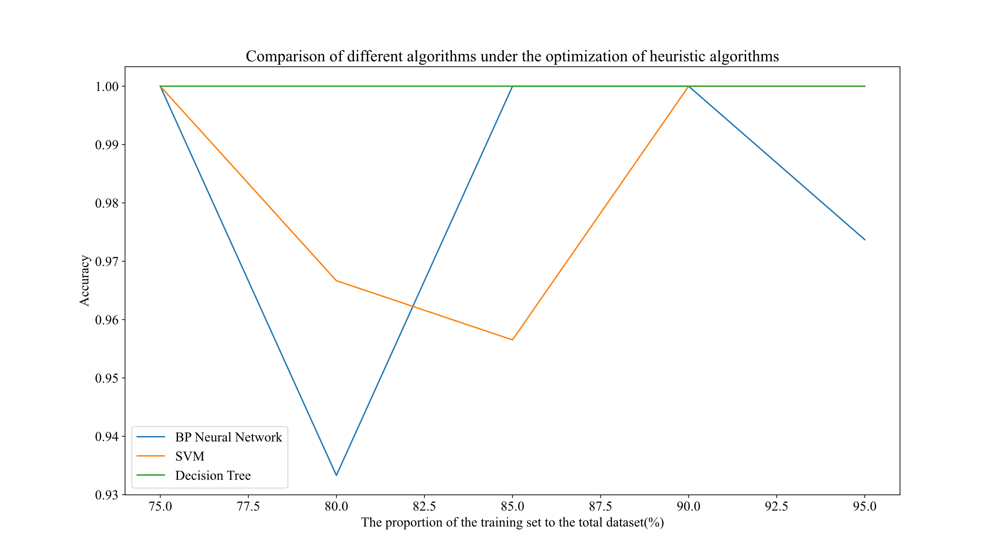 Comparison of different algorithms under the optimization of heuristic algorithms
1.00
0.99
0.98
0.97
0.96
0.95
0.94
0.93
Accuracy
BP Neural Network
SVM
Decision Tree
75.0 77.5 80.0 82.5 85.0 87.5 90.0 92.5 95.0
The proportion of the training set to the total dataset(%)